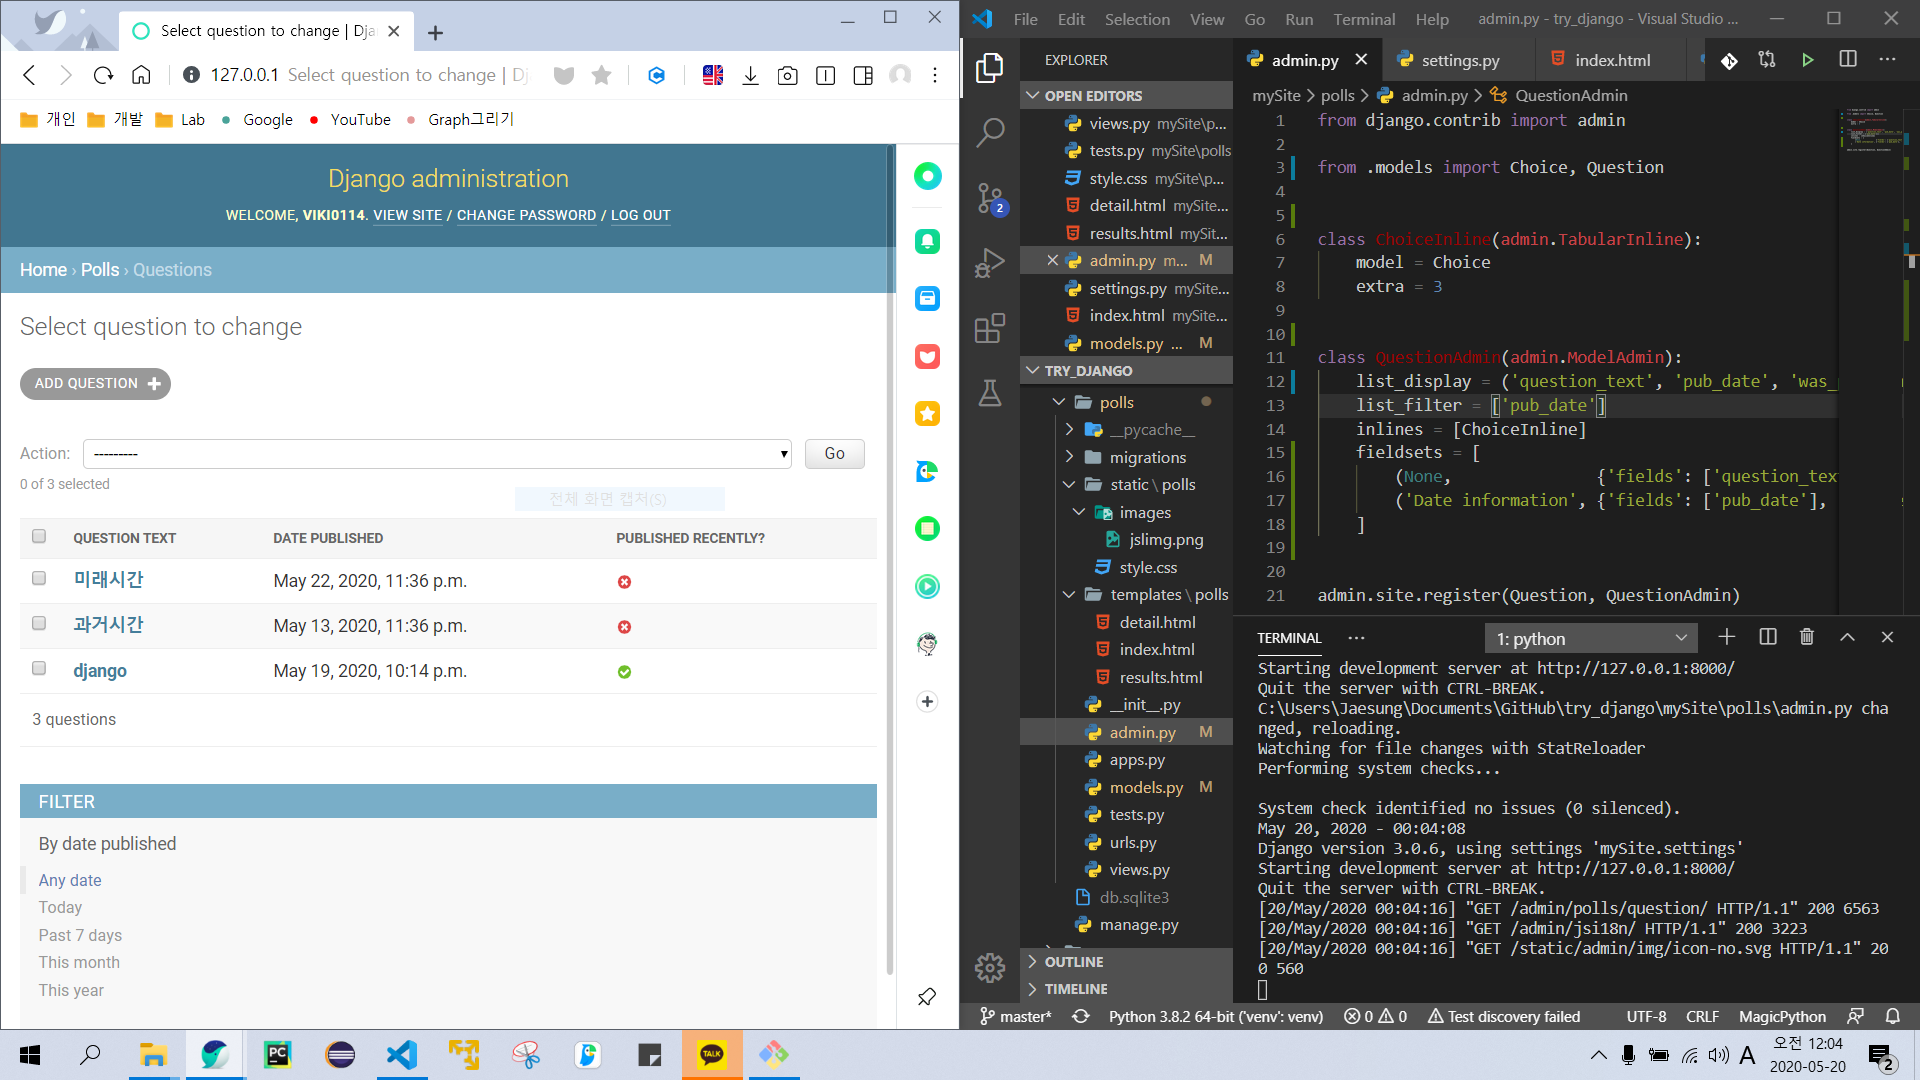 Select question to change | Dja
127.0.0.1 Select question to change | D
개인 개발 Lab Google YouTube Graph그리기
Django administration
WELCOME, VIKI0114. VIEW SITE / CHANGE PASSWORD / LOG OUT
Home › Polls › Questions
Select question to change
ADD QUESTION +
Action: --------- Go
0 of 3 selected
전체 화면 캡처(S)
QUESTION TEXT DATE PUBLISHED PUBLISHED RECENTLY?
미래시간 May 22, 2020, 11:36 p.m.
과거시간 May 13, 2020, 11:36 p.m.
django May 19, 2020, 10:14 p.m.
3 questions
FILTER
By date published
Any date
Today
Past 7 days
This month
This year
File Edit Selection View Go Run Terminal Help admin.py - try_django - Visual Studio ...
EXPLORER
OPEN EDITORS
views.py mySite\p...
tests.py mySite\polls
style.css mySite\p...
detail.html mySite...
results.html mySit...
admin.py m... M
settings.py mySite...
index.html mySite...
models.py ... M
TRY_DJANGO
polls
__pycache__
migrations
static \ polls
images
jslimg.png
style.css
templates \ polls
detail.html
index.html
results.html
__init__.py
admin.py M
apps.py
models.py M
tests.py
urls.py
views.py
db.sqlite3
manage.py
OUTLINE
TIMELINE
2
admin.py settings.py index.html
mySite > polls > admin.py > QuestionAdmin
1 from django.contrib import admin
2
3 from .models import Choice, Question
4
5
6 class ChoiceInline(admin.TabularInline):
7 model = Choice
8 extra = 3
9
10
11 class QuestionAdmin(admin.ModelAdmin):
12 list_display = ('question_text', 'pub_date', 'was_
13 list_filter = ['pub_date']
14 inlines = [ChoiceInline]
15 fieldsets = [
16 (None, {'fields': ['question_tex
17 ('Date information', {'fields': ['pub_date'],
18 ]
19
20
21 admin.site.register(Question, QuestionAdmin)
TERMINAL ... 1: python
Starting development server at http://127.0.0.1:8000/
Quit the server with CTRL-BREAK.
C:\Users\Jaesung\Documents\GitHub\try_django\mySite\polls\admin.py cha
nged, reloading.
Watching for file changes with StatReloader
Performing system checks...
System check identified no issues (0 silenced).
May 20, 2020 - 00:04:08
Django version 3.0.6, using settings 'mySite.settings'
Starting development server at http://127.0.0.1:8000/
Quit the server with CTRL-BREAK.
[20/May/2020 00:04:16] "GET /admin/polls/question/ HTTP/1.1" 200 6563
[20/May/2020 00:04:16] "GET /admin/jsi18n/ HTTP/1.1" 200 3223
[20/May/2020 00:04:16] "GET /static/admin/img/icon-no.svg HTTP/1.1" 20
0 560
master* Python 3.8.2 64-bit ('venv': venv) 0 0 Test discovery failed UTF-8 CRLF MagicPython
PC TALK A 오전 12:04
2020-05-20 2